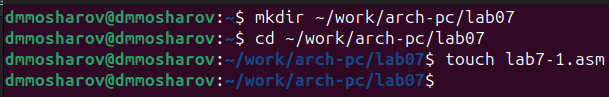 dmmosharov@dmmosharov:~$ mkdir ~/work/arch-pc/lab07
dmmosharov@dmmosharov:~$ cd ~/work/arch-pc/lab07
dmmosharov@dmmosharov:~/work/arch-pc/lab07$ touch lab7-1.asm
dmmosharov@dmmosharov:~/work/arch-pc/lab07$